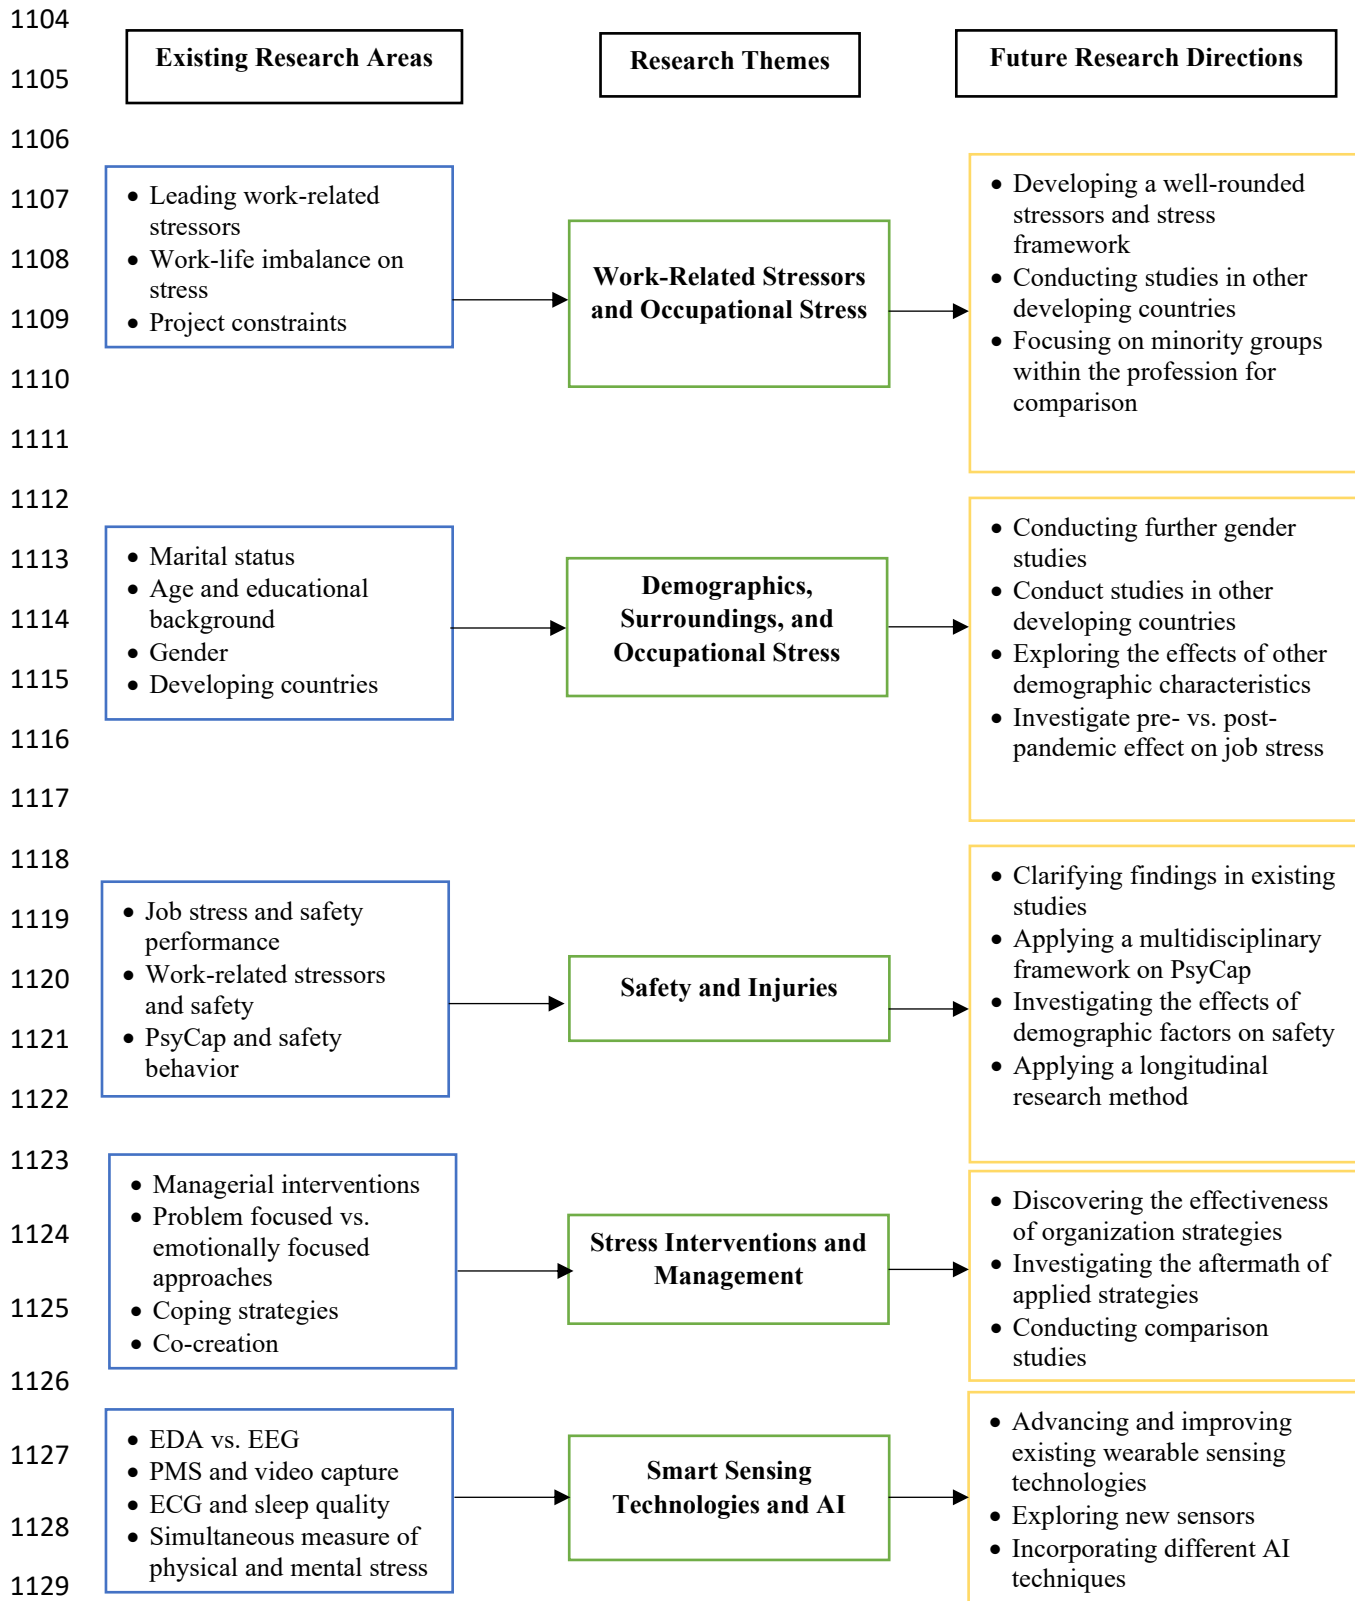 1104
1105
1106
1107
1108
1109
1110
1111
1112
1113
1114
1115
1116
1117
1118
1119
1120
1121
1122
1123
1124
1125
1126
1127
1128
1129
Existing Research Areas
Research Themes
Future Research Directions
• Leading work-related
stressors
• Work-life imbalance on
stress
• Project constraints
Work-Related Stressors
and Occupational Stress
• Developing a well-rounded
stressors and stress
framework
• Conducting studies in other
developing countries
• Focusing on minority groups
within the profession for
comparison
• Marital status
• Age and educational
background
• Gender
• Developing countries
Demographics,
Surroundings, and
Occupational Stress
• Conducting further gender
studies
• Conduct studies in other
developing countries
• Exploring the effects of other
demographic characteristics
• Investigate pre- vs. post-
pandemic effect on job stress
• Job stress and safety
performance
• Work-related stressors
and safety
• PsyCap and safety
behavior
Safety and Injuries
• Clarifying findings in existing
studies
• Applying a multidisciplinary
framework on PsyCap
• Investigating the effects of
demographic factors on safety
• Applying a longitudinal
research method
• Managerial interventions
• Problem focused vs.
emotionally focused
approaches
• Coping strategies
• Co-creation
Stress Interventions and
Management
• Discovering the effectiveness
of organization strategies
• Investigating the aftermath of
applied strategies
• Conducting comparison
studies
• EDA vs. EEG
• PMS and video capture
• ECG and sleep quality
• Simultaneous measure of
physical and mental stress
Smart Sensing
Technologies and AI
• Advancing and improving
existing wearable sensing
technologies
• Exploring new sensors
• Incorporating different AI
techniques